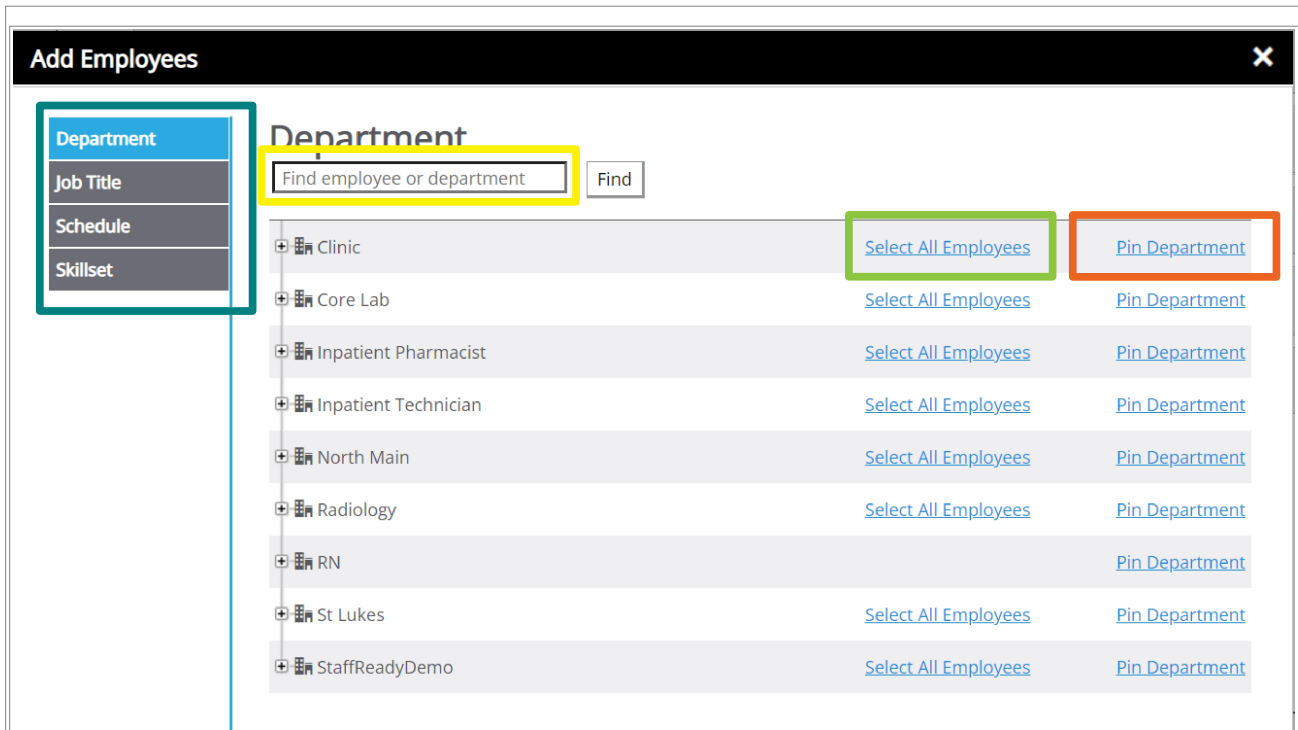 Add Employees
Department
Job Title
Schedule
Skillset
Department
Find employee or department Find
Clinic Select All Employees Pin Department
Core Lab Select All Employees Pin Department
Inpatient Pharmacist Select All Employees Pin Department
Inpatient Technician Select All Employees Pin Department
North Main Select All Employees Pin Department
Radiology Select All Employees Pin Department
RN Pin Department
St Lukes Select All Employees Pin Department
StaffReadyDemo Select All Employees Pin Department